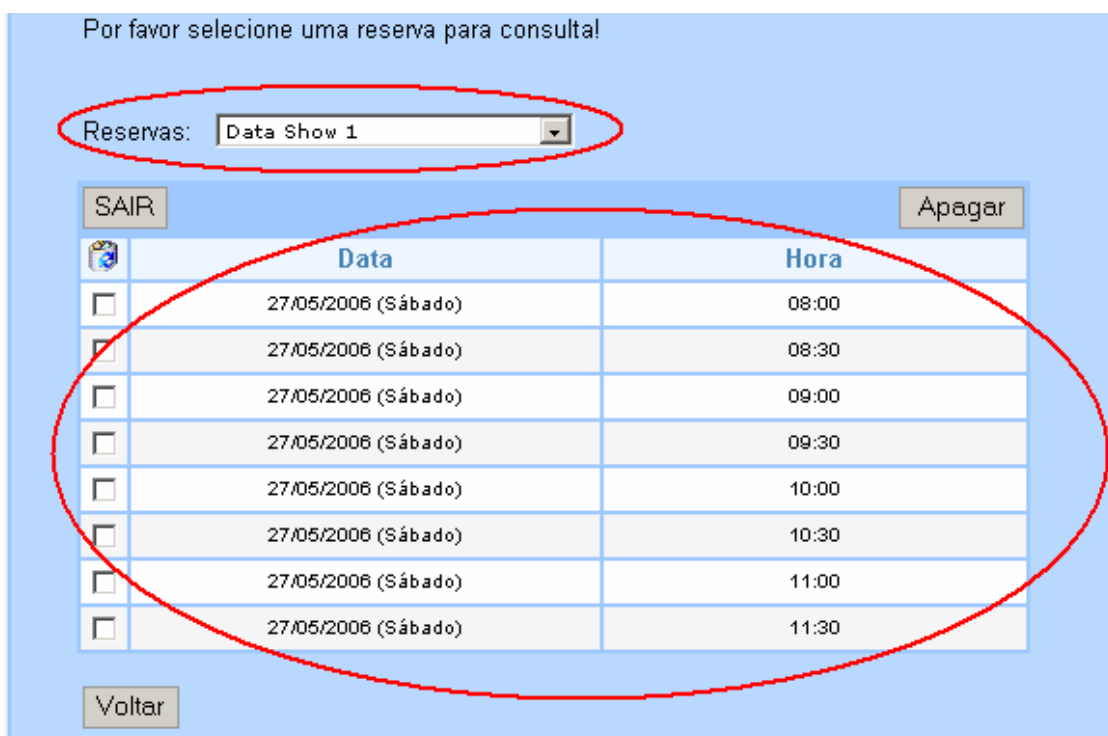 Por favor selecione uma reserva para consulta!
Reservas: Data Show 1
SAIR Apagar
Data Hora
27/05/2006 (Sábado) 08:00
27/05/2006 (Sábado) 08:30
27/05/2006 (Sábado) 09:00
27/05/2006 (Sábado) 09:30
27/05/2006 (Sábado) 10:00
27/05/2006 (Sábado) 10:30
27/05/2006 (Sábado) 11:00
27/05/2006 (Sábado) 11:30
Voltar